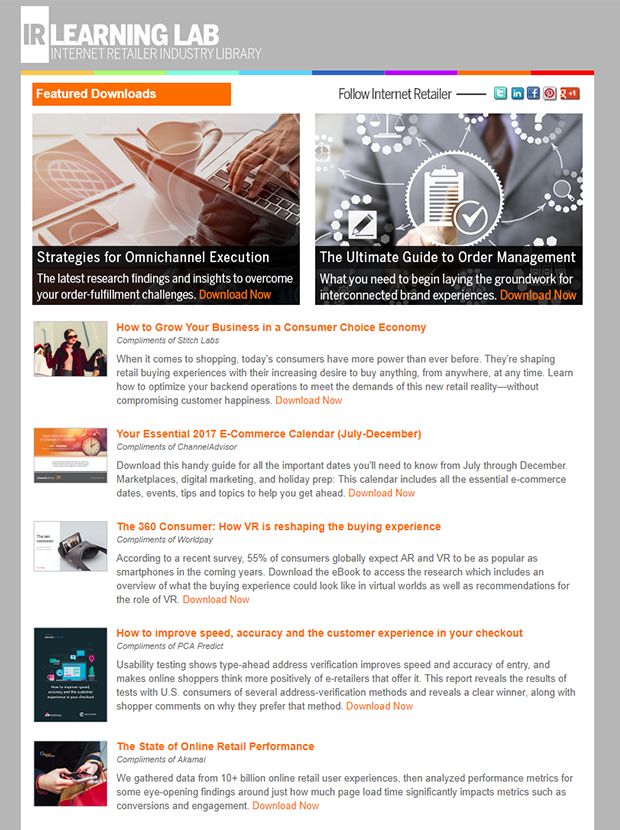 IR LEARNING LAB
INTERNET RETAILER INDUSTRY LIBRARY
Featured Downloads
Follow Internet Retailer
+1
Strategies for Omnichannel Execution
The latest research findings and insights to overcome
your order-fulfillment challenges. Download Now
The Ultimate Guide to Order Management
What you need to begin laying the groundwork for
interconnected brand experiences. Download Now
How to Grow Your Business in a Consumer Choice Economy
Compliments of Stitch Labs
When it comes to shopping, today's consumers have more power than ever before. They're shaping
retail buying experiences with their increasing desire to buy anything, from anywhere, at any time. Learn
how to optimize your backend operations to meet the demands of this new retail reality—without
compromising customer happiness. Download Now
Your Essential 2017 E-Commerce Calendar (July-December)
Compliments of ChannelAdvisor
Download this handy guide for all the important dates you'll need to know from July through December.
Marketplaces, digital marketing, and holiday prep: This calendar includes all the essential e-commerce
dates, events, tips and topics to help you get ahead. Download Now
The 360 Consumer: How VR is reshaping the buying experience
Compliments of Worldpay
According to a recent survey, 55% of consumers globally expect AR and VR to be as popular as
smartphones in the coming years. Download the eBook to access the research which includes an
overview of what the buying experience could look like in virtual worlds as well as recommendations for
the role of VR. Download Now
How to improve speed, accuracy and the customer experience in your checkout
Compliments of PCA Predict
Usability testing shows type-ahead address verification improves speed and accuracy of entry, and
makes online shoppers think more positively of e-retailers that offer it. This report reveals the results of
tests with U.S. consumers of several address-verification methods and reveals a clear winner, along with
shopper comments on why they prefer that method. Download Now
How to improve speed,
accuracy and the customer
experience in your checkout
The State of Online Retail Performance
Compliments of Akamai
We gathered data from 10+ billion online retail user experiences, then analyzed performance metrics for
some eye-opening findings around just how much page load time significantly impacts metrics such as
conversions and engagement. Download Now